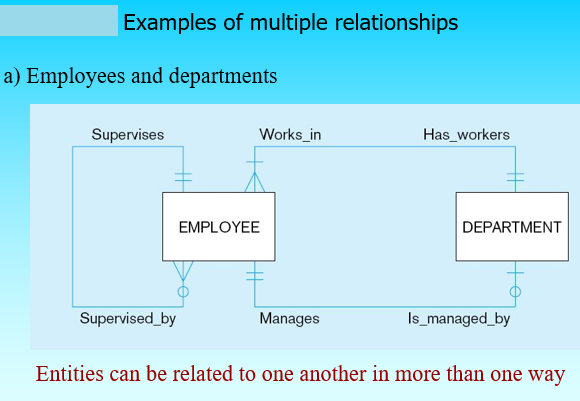 Examples of multiple relationships
a) Employees and departments
Supervises
Works_in
Has_workers
EMPLOYEE
DEPARTMENT
Supervised_by
Manages
Is_managed_by
Entities can be related to one another in more than one way